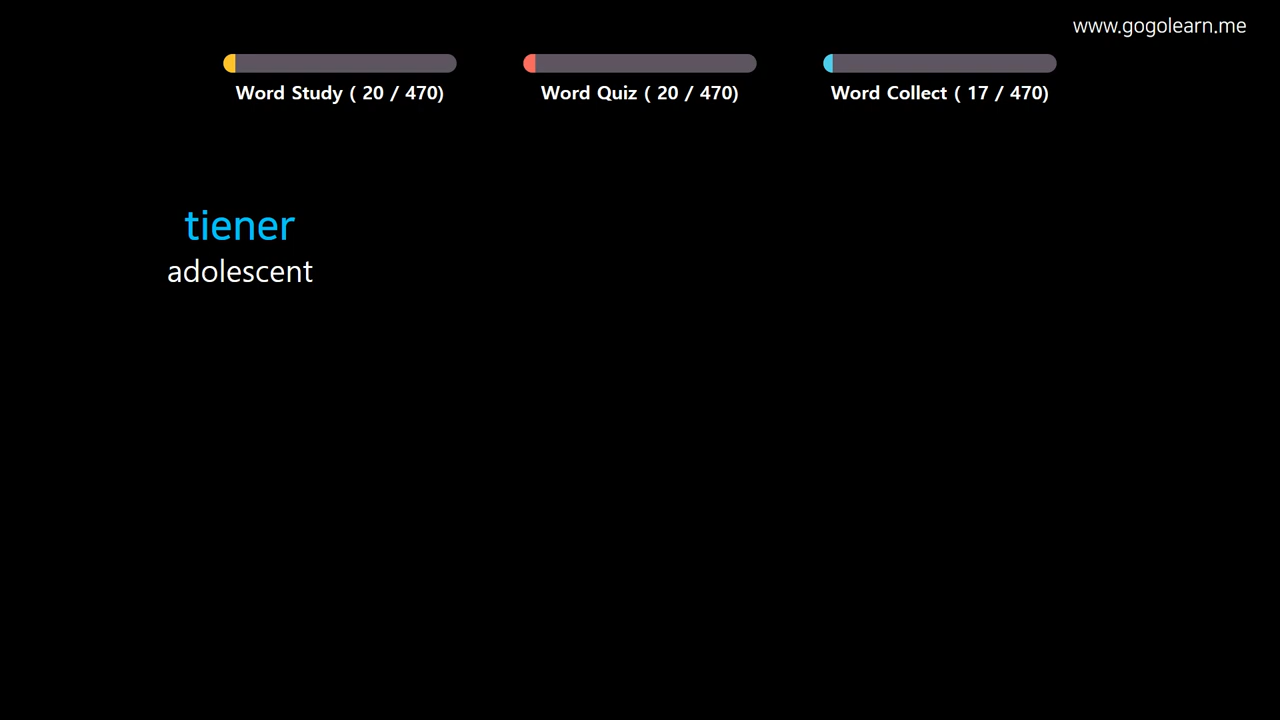 www.gogolearn.me
Word Study ( 20 / 470)
Word Quiz ( 20 / 470)
Word Collect ( 17 / 470)
tiener
adolescent